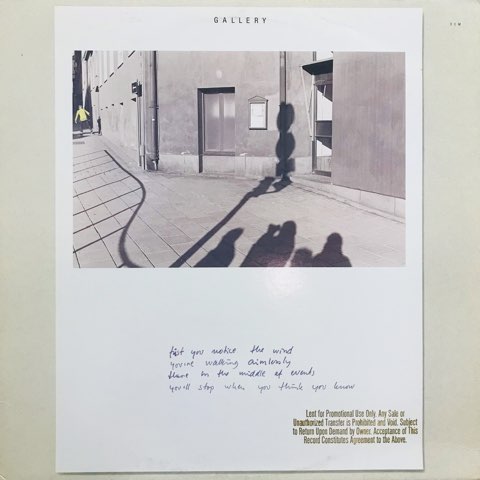 GALLERY
ECM
first you notice the wind
you're walking aimlessly
there in the middle of events
you'll stop when you think you know
Lent for Promotional Use Only. Any Sale or
Unauthorized Transfer is Prohibited and Void. Subject
to Return Upon Demand by Owner. Acceptance of This
Record Constitutes Agreement to the Above.